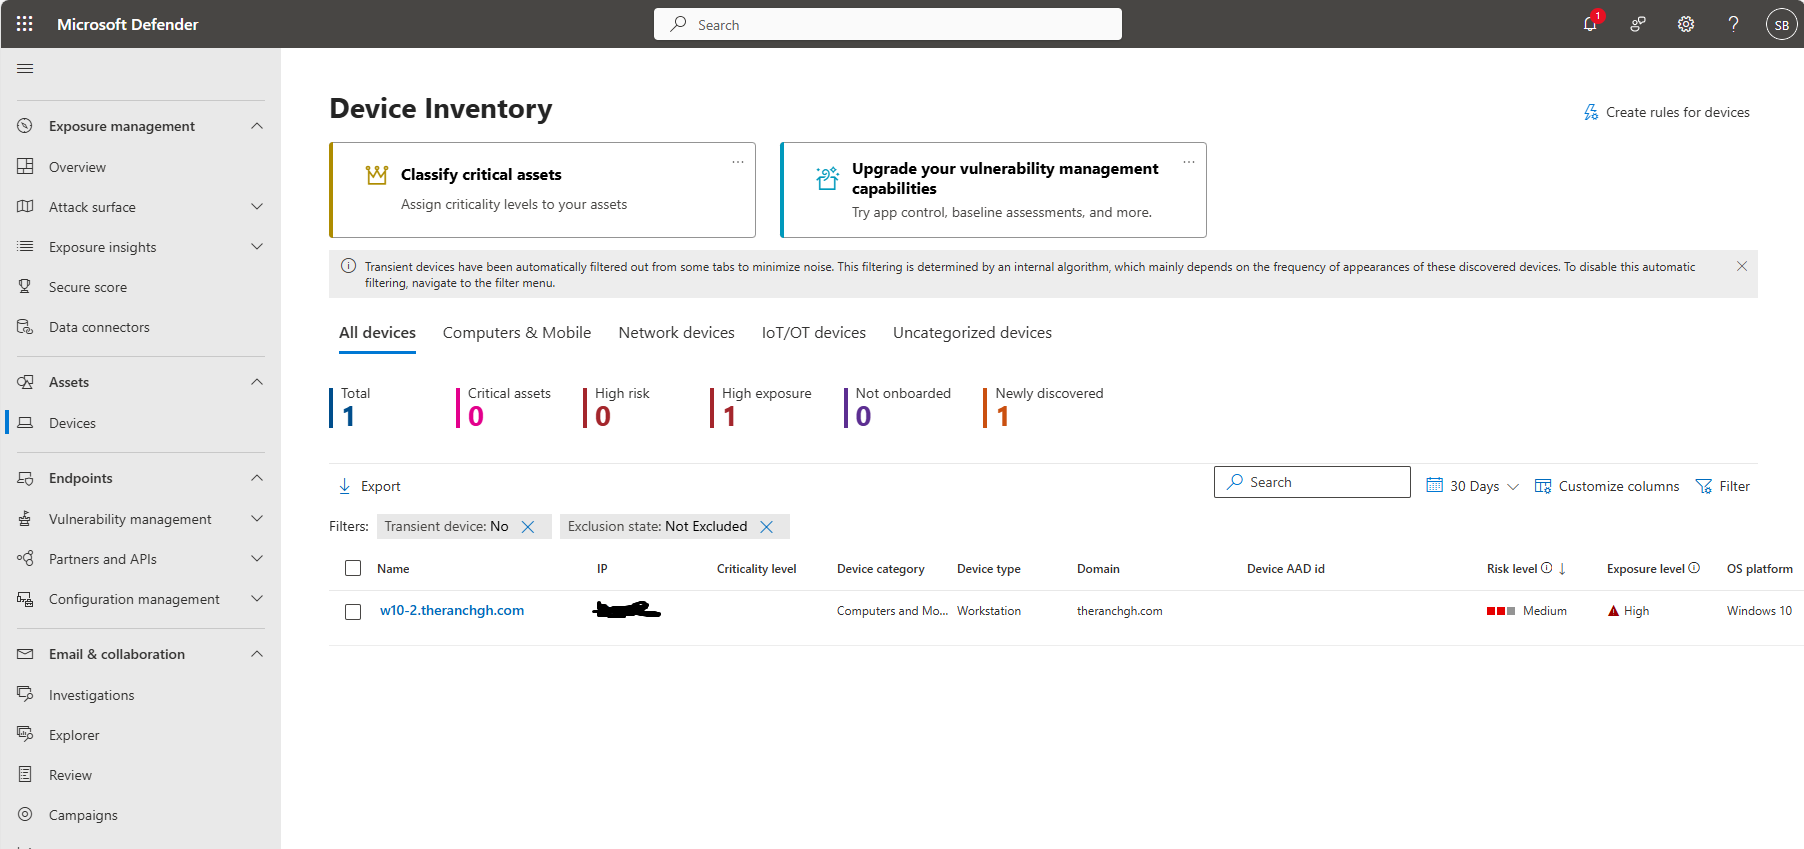 Microsoft Defender
Search
1
SB
Exposure management
Overview
Attack surface
Exposure insights
Secure score
Data connectors
Assets
Devices
Endpoints
Vulnerability management
Partners and APIs
Configuration management
Email & collaboration
Investigations
Explorer
Review
Campaigns
Device Inventory
Create rules for devices
Classify critical assets
Assign criticality levels to your assets
Upgrade your vulnerability management
capabilities
Try app control, baseline assessments, and more.
Transient devices have been automatically filtered out from some tabs to minimize noise. This filtering is determined by an internal algorithm, which mainly depends on the frequency of appearances of these discovered devices. To disable this automatic
filtering, navigate to the filter menu.
All devices Computers & Mobile Network devices IoT/OT devices Uncategorized devices
Total Critical assets High risk High exposure Not onboarded Newly discovered
1 0 0 1 0 1
Export
Search
30 Days
Customize columns
Filter
Filters: Transient device: No Exclusion state: Not Excluded
Name IP Criticality level Device category Device type Domain Device AAD id Risk level Exposure level OS platform
w10-2.theranchgh.com Computers and Mo... Workstation theranchgh.com Medium High Windows 10